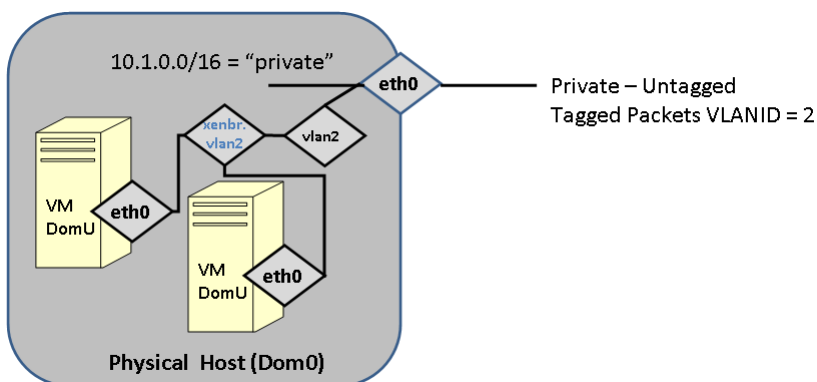 10.1.0.0/16 = “private”
eth0
Private – Untagged
Tagged Packets VLANID = 2
xenbr.
vlan2
vlan2
VM
DomU
eth0
VM
DomU
eth0
Physical Host (Dom0)